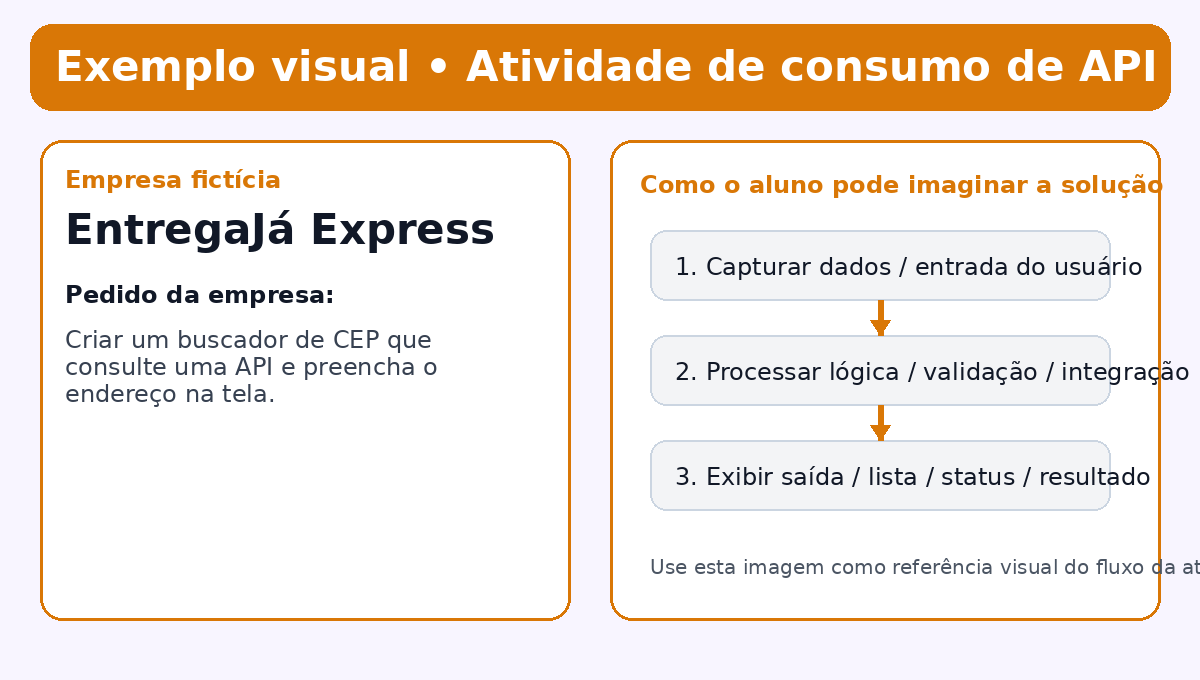 Exemplo visual • Atividade de consumo de API
Empresa fictícia
EntregaJá Express
Pedido da empresa:
Criar um buscador de CEP que
consulte uma API e preencha o
endereço na tela.
Como o aluno pode imaginar a solução
1. Capturar dados / entrada do usuário
2. Processar lógica / validação / integração
3. Exibir saída / lista / status / resultado
Use esta imagem como referência visual do fluxo da